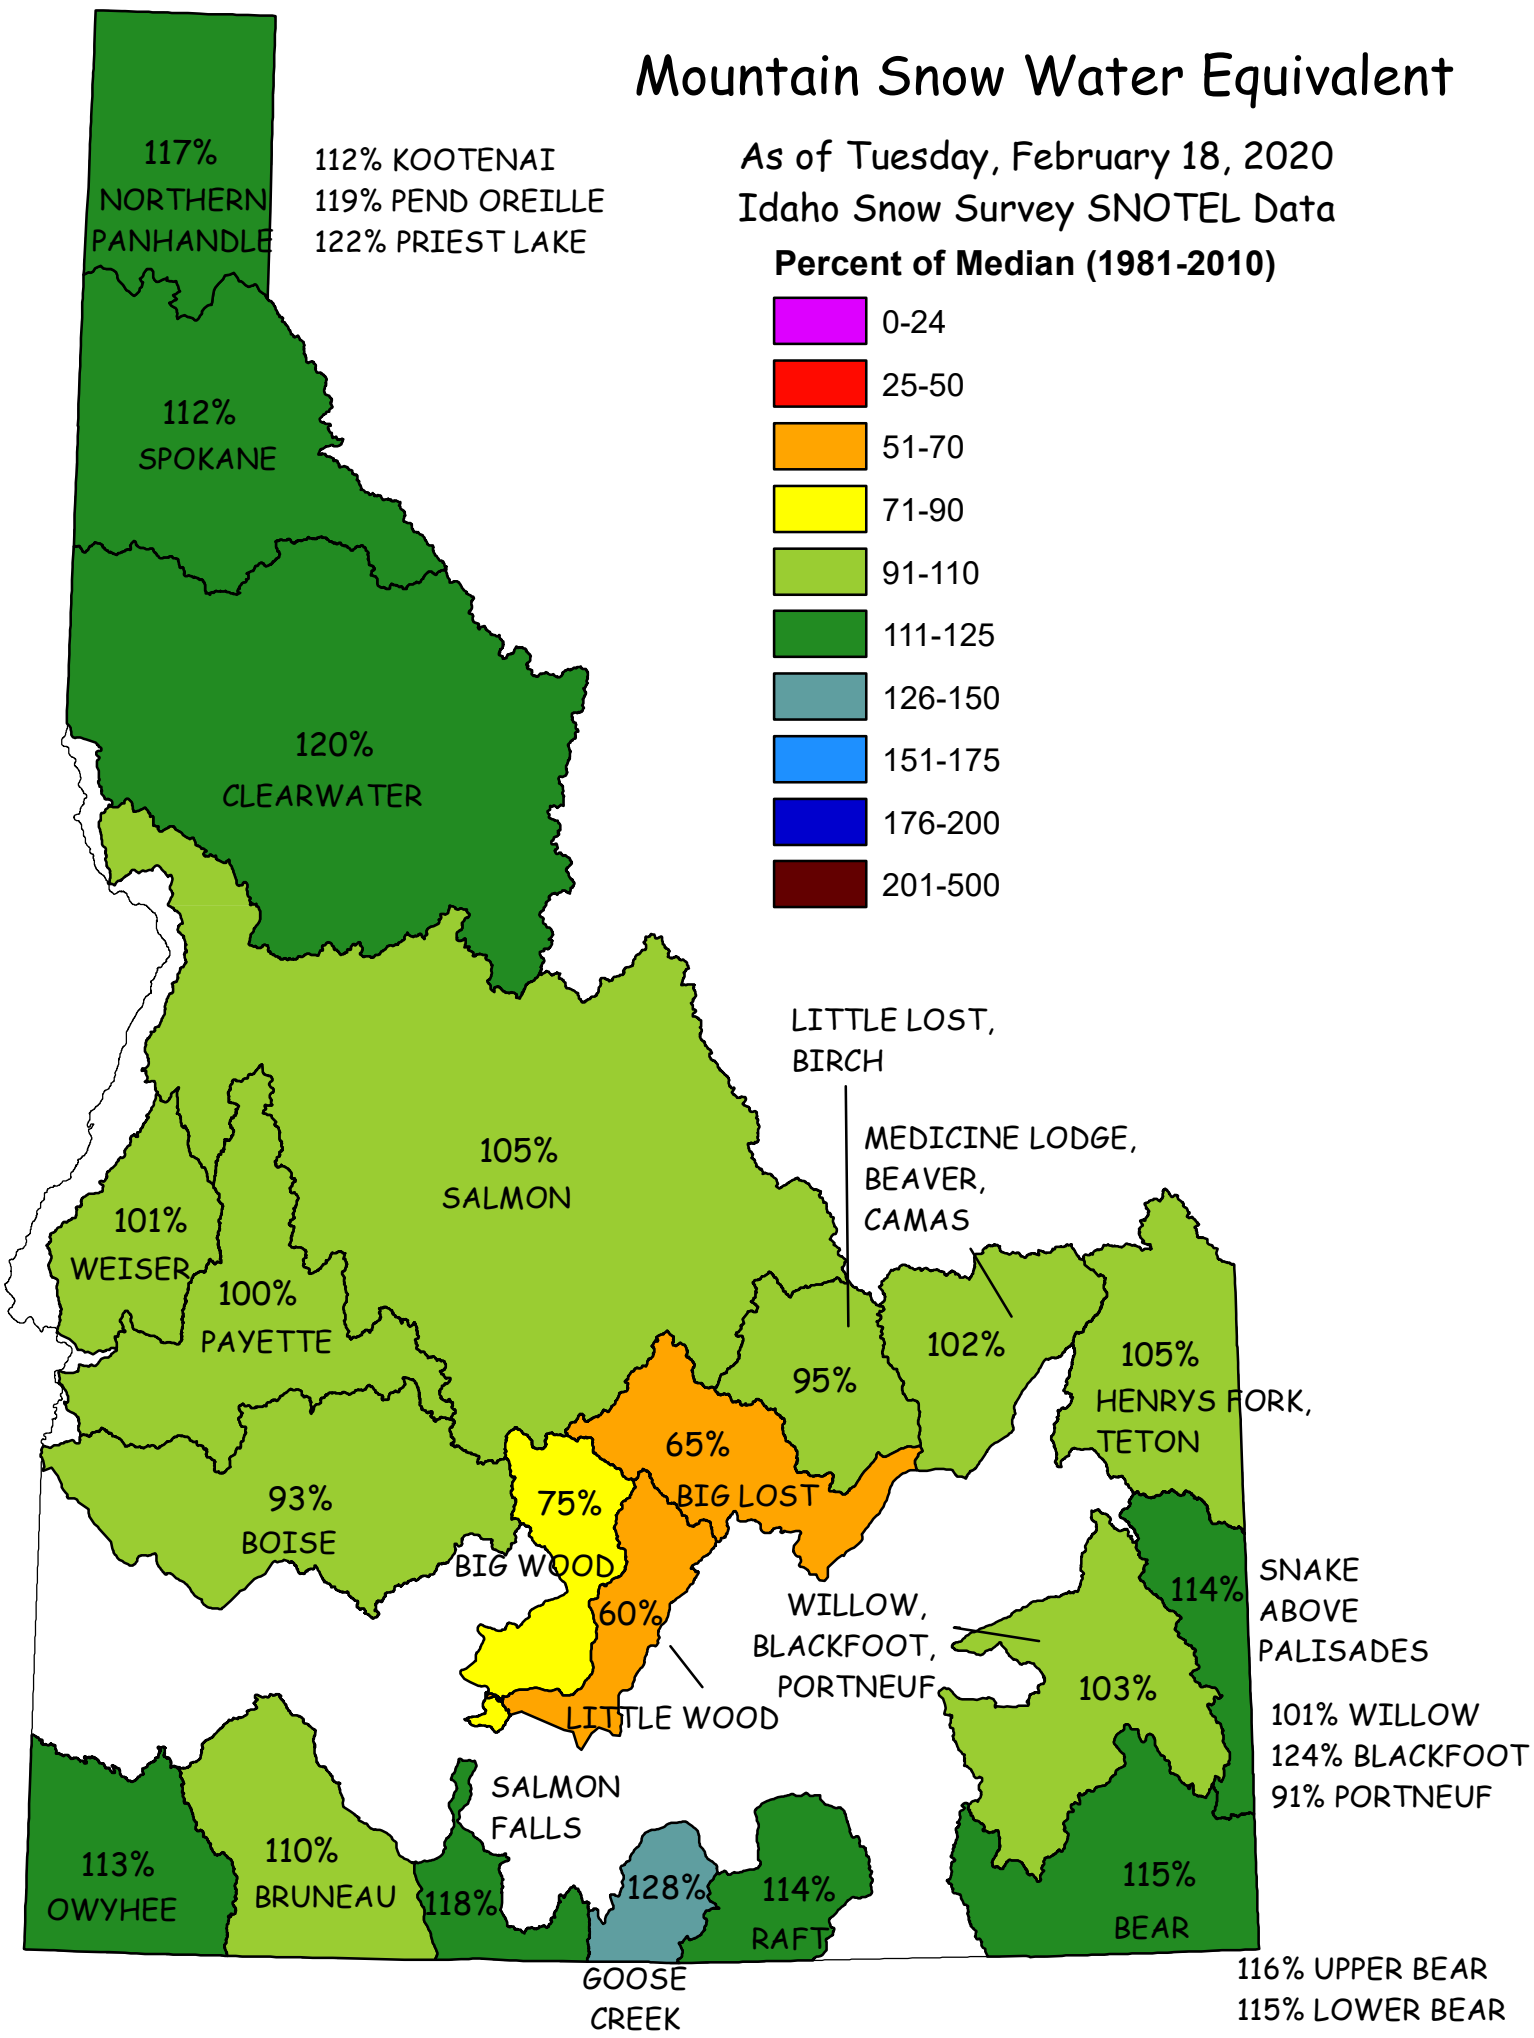 Mountain Snow Water Equivalent
As of Tuesday, February 18, 2020
Idaho Snow Survey SNOTEL Data
Percent of Median (1981-2010)
0-24
25-50
51-70
71-90
91-110
111-125
126-150
151-175
176-200
201-500
117%
NORTHERN
PANHANDLE
112% KOOTENAI
119% PEND OREILLE
122% PRIEST LAKE
112%
SPOKANE
120%
CLEARWATER
LITTLE LOST,
BIRCH
MEDICINE LODGE,
BEAVER,
CAMAS
105%
SALMON
101%
WEISER
100%
PAYETTE
95%
102%
105%
HENRYS FORK,
TETON
65%
BIG LOST
93%
BOISE
75%
BIG WOOD
60%
LITTLE WOOD
WILLOW,
BLACKFOOT,
PORTNEUF
103%
114%
SNAKE
ABOVE
PALISADES
101% WILLOW
124% BLACKFOOT
91% PORTNEUF
113%
OWYHEE
110%
BRUNEAU
SALMON
FALLS
118%
128%
GOOSE
CREEK
114%
RAFT
115%
BEAR
116% UPPER BEAR
115% LOWER BEAR